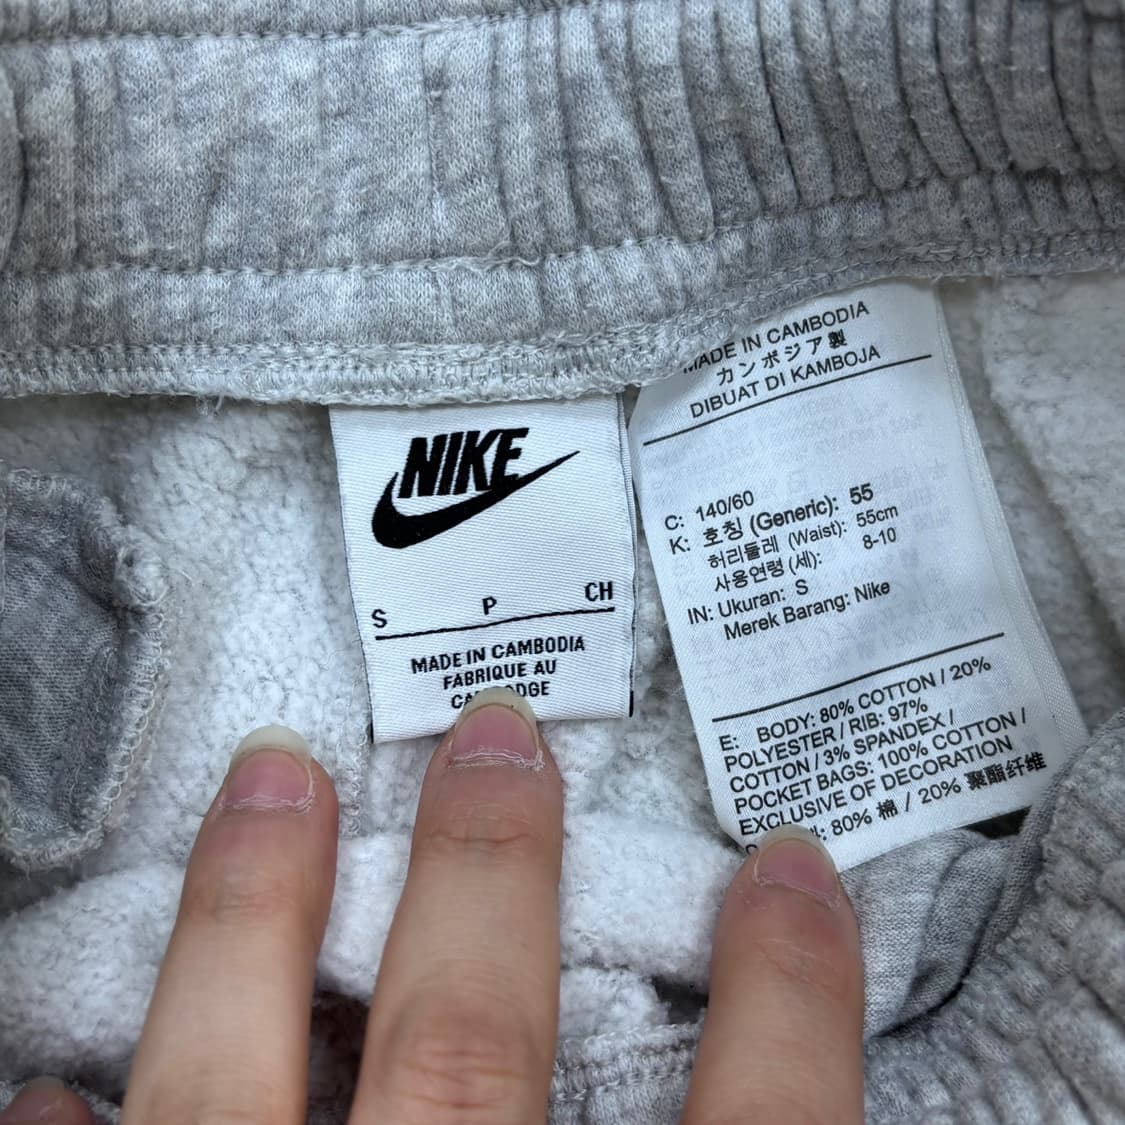 NIKE
S P CH
MADE IN CAMBODIA
FABRIQUE AU
MADE IN CAMBODIA
カンボジア製
DIBUAT DI KAMBOJA
C: 140/60
K: 호칭 (Generic): 55
허리둘레 (Waist): 55cm
사용연령 (세): 8-10
IN: Ukuran: S
Merek Barang: Nike
E: BODY: 80% COTTON / 20%
POLYESTER / RIB: 97%
COTTON / 3% SPANDEX /
POCKET BAGS: 100% COTTON /
EXCLUSIVE OF DECORATION
80% 棉 / 20% 聚酯纤维